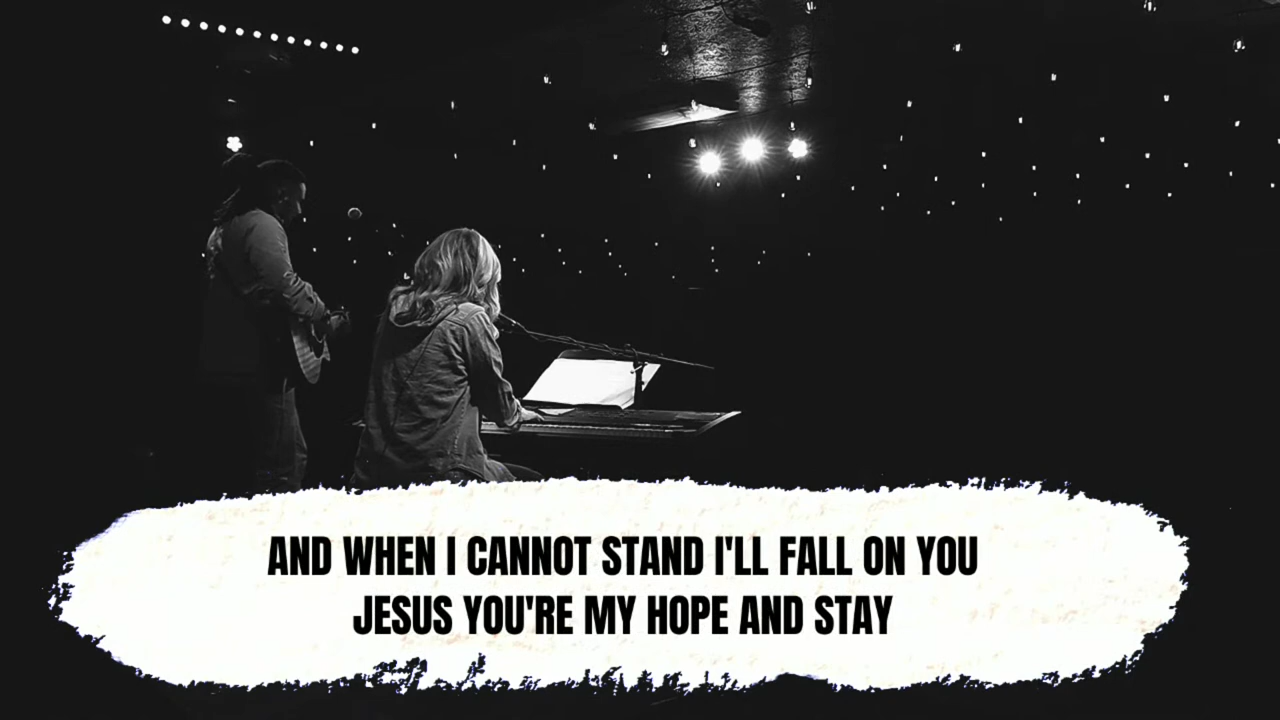 AND WHEN I CANNOT STAND I'LL FALL ON YOU
JESUS YOU'RE MY HOPE AND STAY